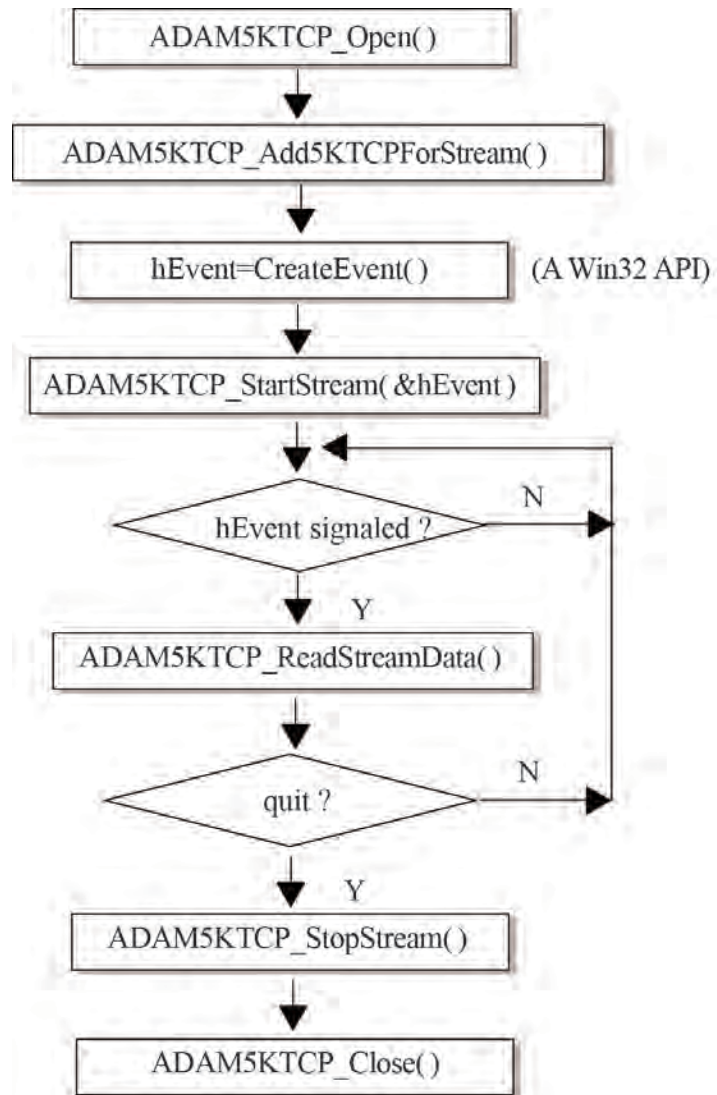 ADAM5KTCP_Open( )
ADAM5KTCP_Add5KTCPForStream( )
hEvent=CreateEvent( )
(A Win32 API)
ADAM5KTCP_StartStream( &hEvent )
hEvent signaled ?
N
Y
ADAM5KTCP_ReadStreamData( )
quit ?
N
Y
ADAM5KTCP_StopStream( )
ADAM5KTCP_Close( )